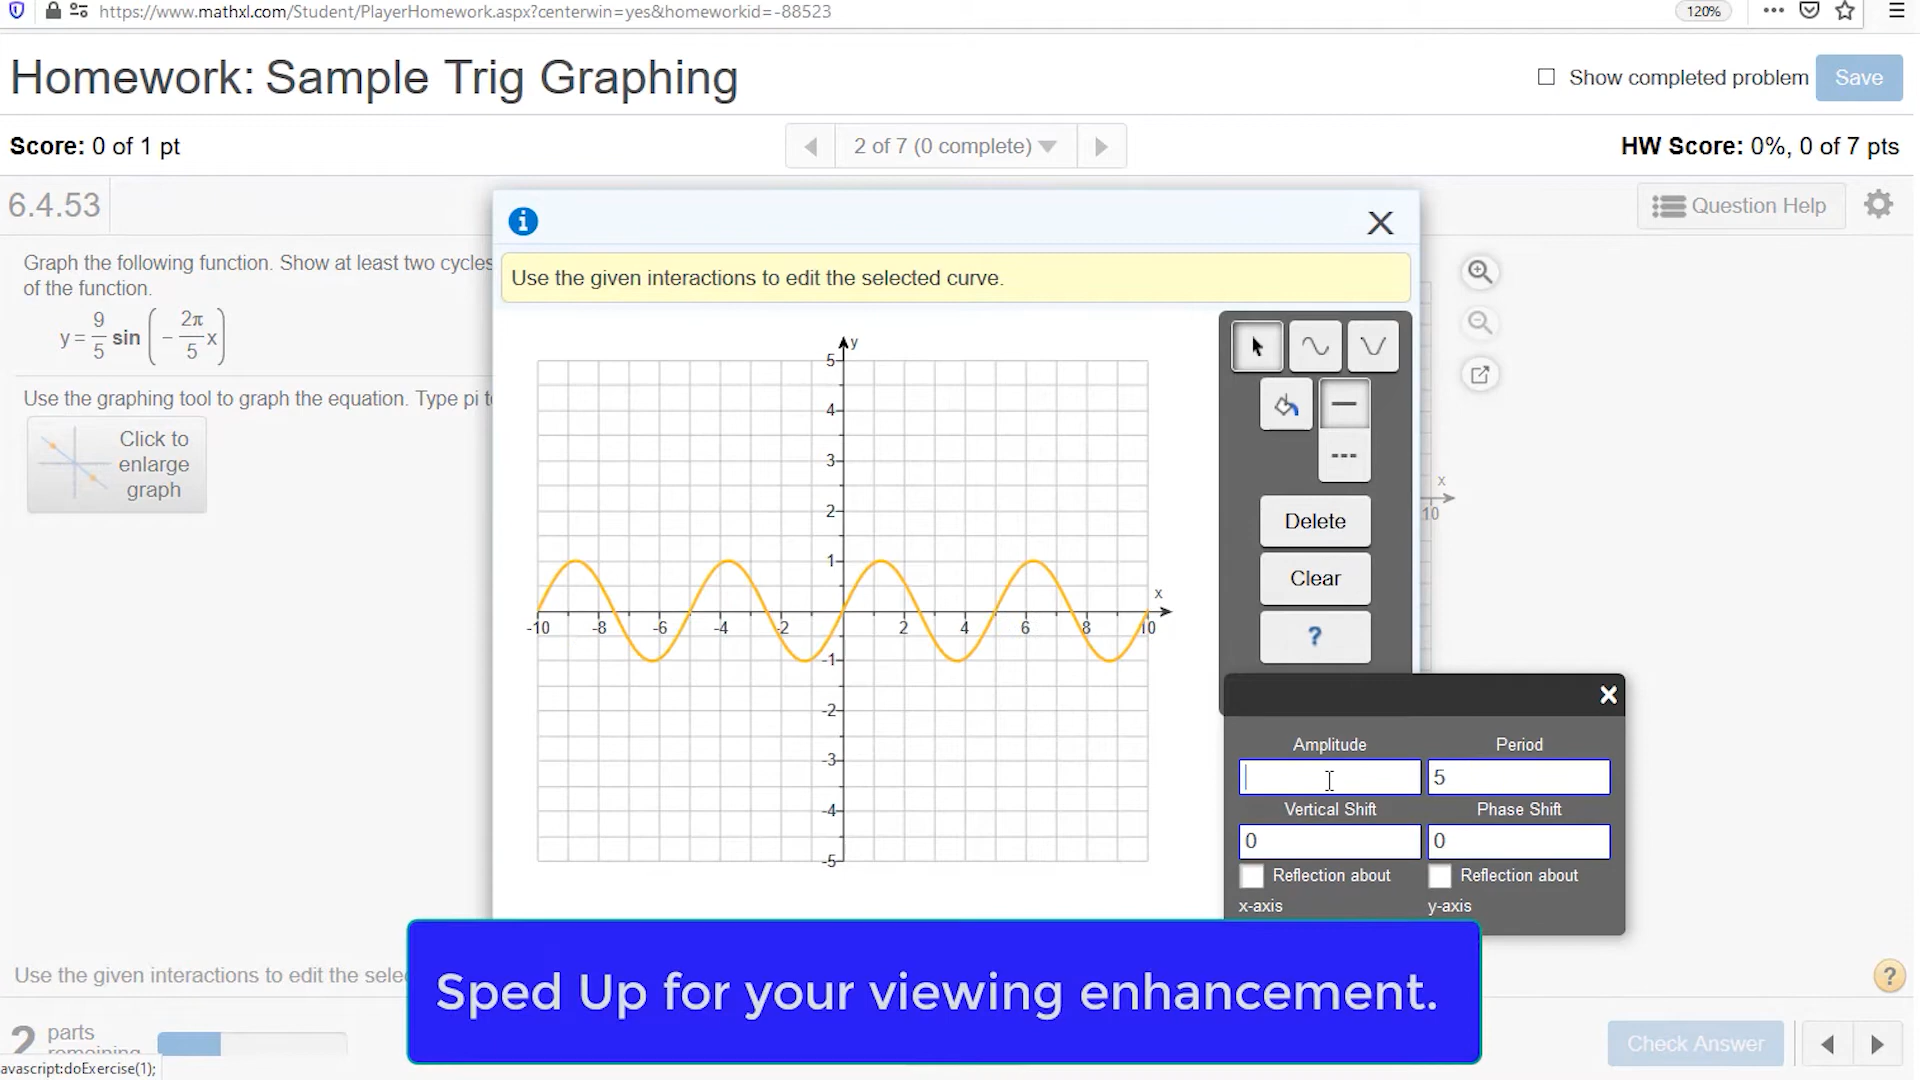 https://www.mathxl.com/Student/PlayerHomework.aspx?centerwin=yes&homeworkid=-88523
120%
Homework: Sample Trig Graphing
Show completed problem
Save
Score: 0 of 1 pt
2 of 7 (0 complete)
HW Score: 0%, 0 of 7 pts
6.4.53
Question Help
Graph the following function. Show at least two cycles
of the function.
y = 9/5 sin ( - 2π/5 x )
Use the graphing tool to graph the equation. Type pi t
Click to
enlarge
graph
Use the given interactions to edit the selected curve.
y
5
4
3
2
1
-1
-2
-3
-4
-5
x
-10 -8 -6 -4 -2 2 4 6 8 10
Delete
Clear
?
x
10
Amplitude Period
5
Vertical Shift Phase Shift
0 0
Reflection about Reflection about
x-axis y-axis
Use the given interactions to edit the sele
Sped Up for your viewing enhancement.
?
2 parts
remaining
Check Answer
avascript:doExercise(1);